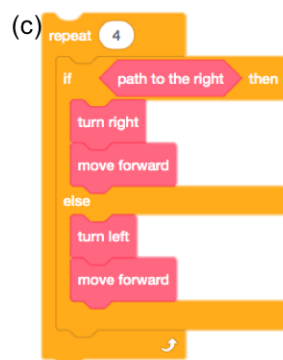 (c) repeat 4
if path to the right then
turn right
move forward
else
turn left
move forward